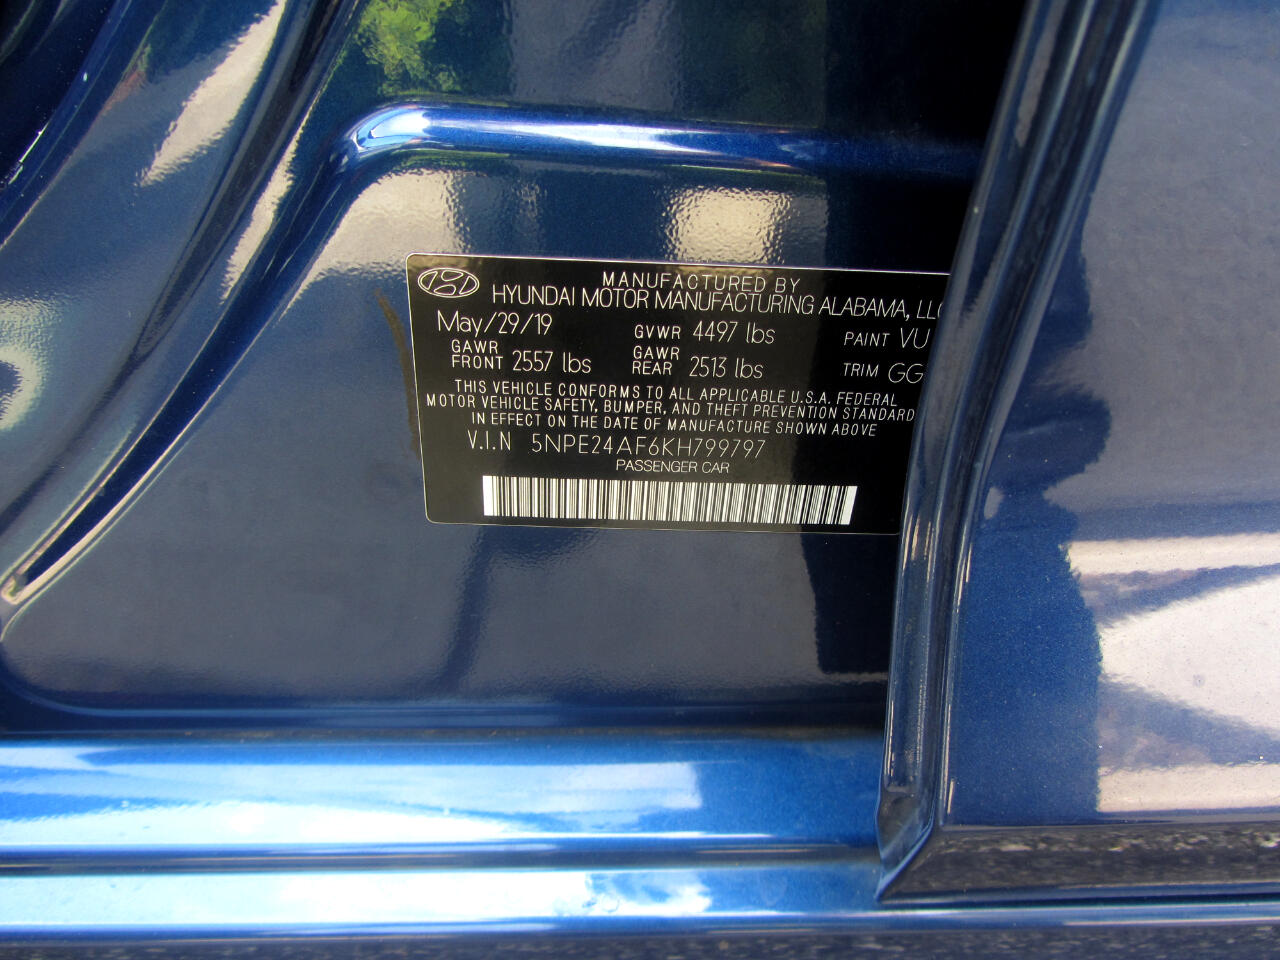 MANUFACTURED BY
HYUNDAI MOTOR MANUFACTURING ALABAMA, LLC
May/29/19 GVWR 4497 lbs PAINT VU
GAWR FRONT 2557 lbs GAWR REAR 2513 lbs TRIM GG
THIS VEHICLE CONFORMS TO ALL APPLICABLE U.S.A. FEDERAL
MOTOR VEHICLE SAFETY, BUMPER, AND THEFT PREVENTION STANDARD
IN EFFECT ON THE DATE OF MANUFACTURE SHOWN ABOVE
V.I.N 5NPE24AF6KH799797
PASSENGER CAR